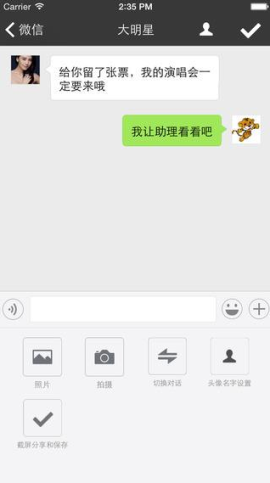 Carrier 2:35 PM
微信 大明星
给你留了张票，我的演唱会一
定要来哦
我让助理看看吧
照片 拍摄 切换对话 头像名字设置
截屏分享和保存